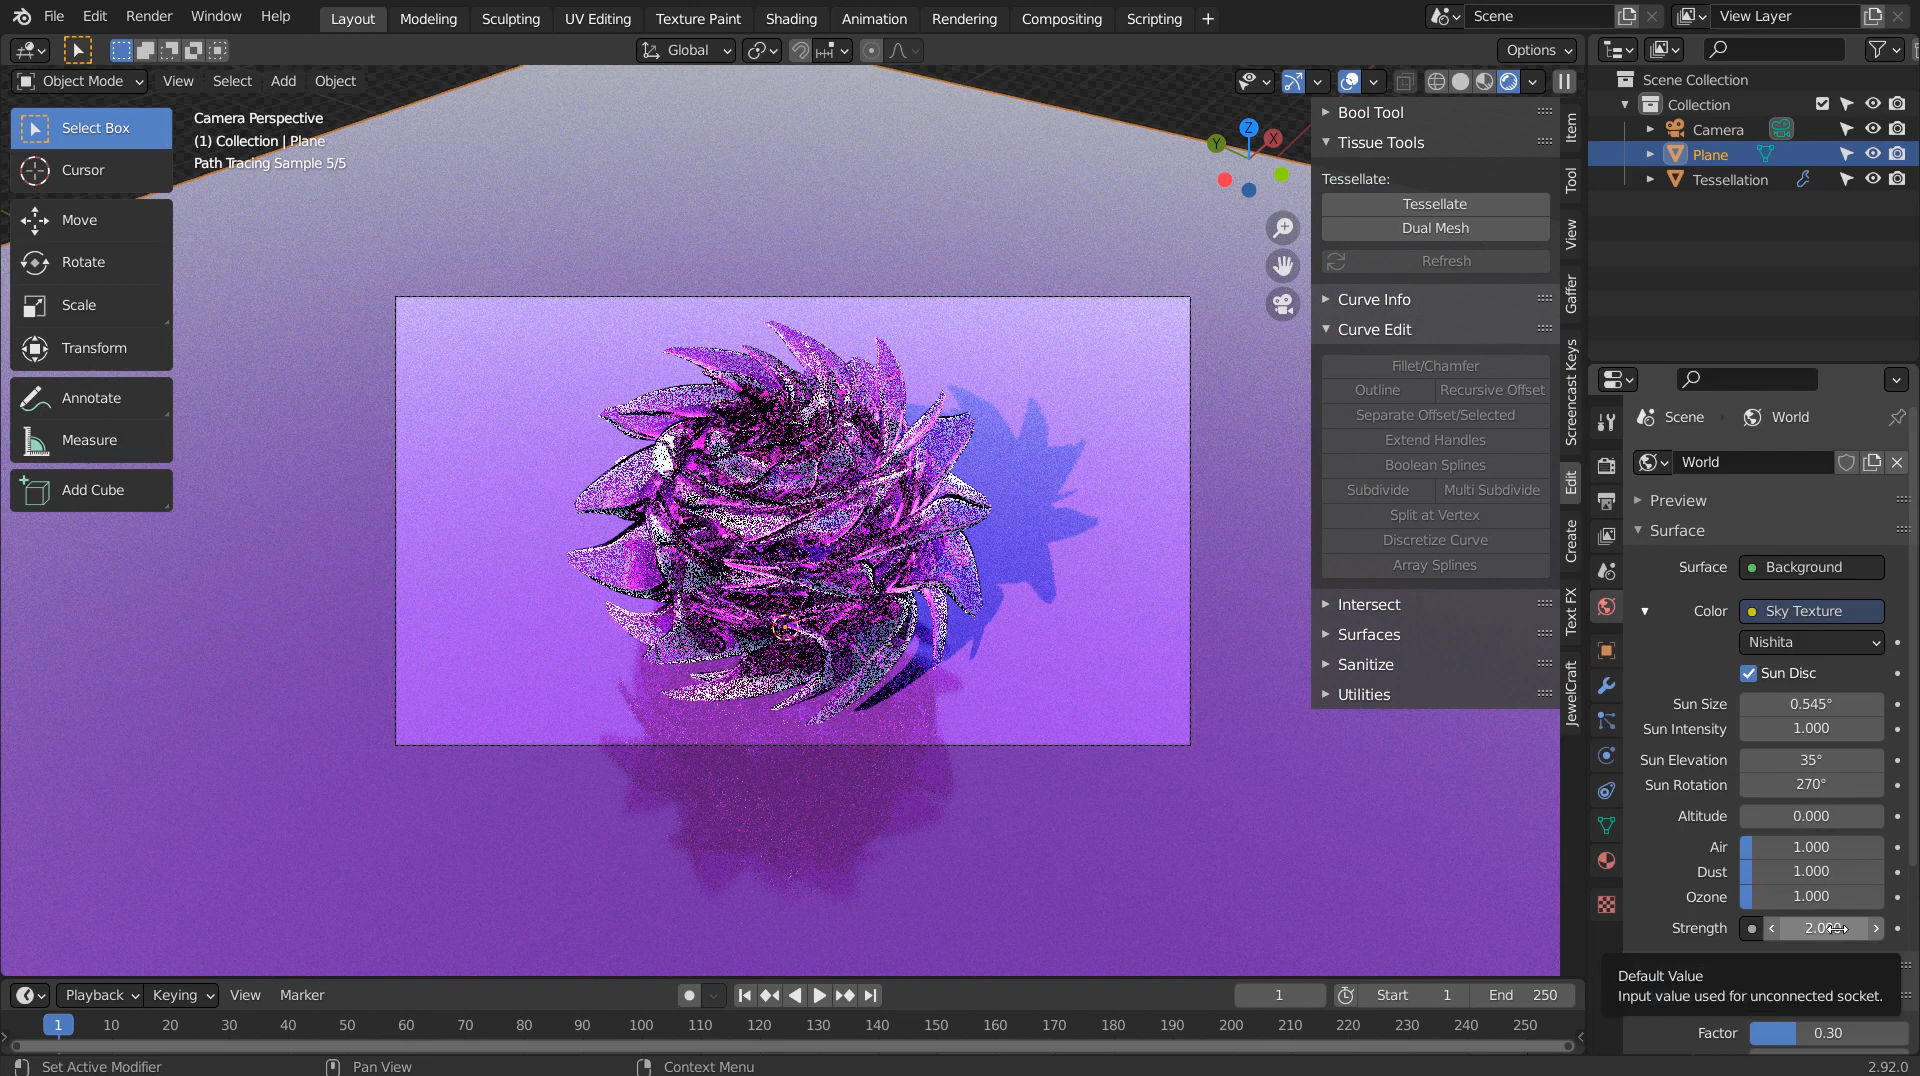 File Edit Render Window Help Layout Modeling Sculpting UV Editing Texture Paint Shading Animation Rendering Compositing Scripting + Scene View Layer
Global Options
Object Mode View Select Add Object
Select Box
Cursor
Move
Rotate
Scale
Transform
Annotate
Measure
Add Cube
Camera Perspective
(1) Collection | Plane
Path Tracing Sample 5/5
Z
Y
X
Bool Tool
Tissue Tools
Tessellate:
Tessellate
Dual Mesh
Refresh
Curve Info
Curve Edit
Fillet/Chamfer
Outline Recursive Offset
Separate Offset/Selected
Extend Handles
Boolean Splines
Subdivide Multi Subdivide
Split at Vertex
Discretize Curve
Array Splines
Intersect
Surfaces
Sanitize
Utilities
Item
Tool
View
Gaffer
Screencast Keys
Edit
Create
Text FX
JewelCraft
Scene Collection
Collection
Camera
Plane
Tessellation
Scene World
World
Preview
Surface
Surface Background
Color Sky Texture
Nishita
Sun Disc
Sun Size 0.545°
Sun Intensity 1.000
Sun Elevation 35°
Sun Rotation 270°
Altitude 0.000
Air 1.000
Dust 1.000
Ozone 1.000
Strength
Default Value
Input value used for unconnected socket.
Factor 0.30
Playback Keying View Marker 1 Start 1 End 250
1 10 20 30 40 50 60 70 80 90 100 110 120 130 140 150 160 170 180 190 200 210 220 230 240 250
Set Active Modifier Pan View Context Menu 2.92.0